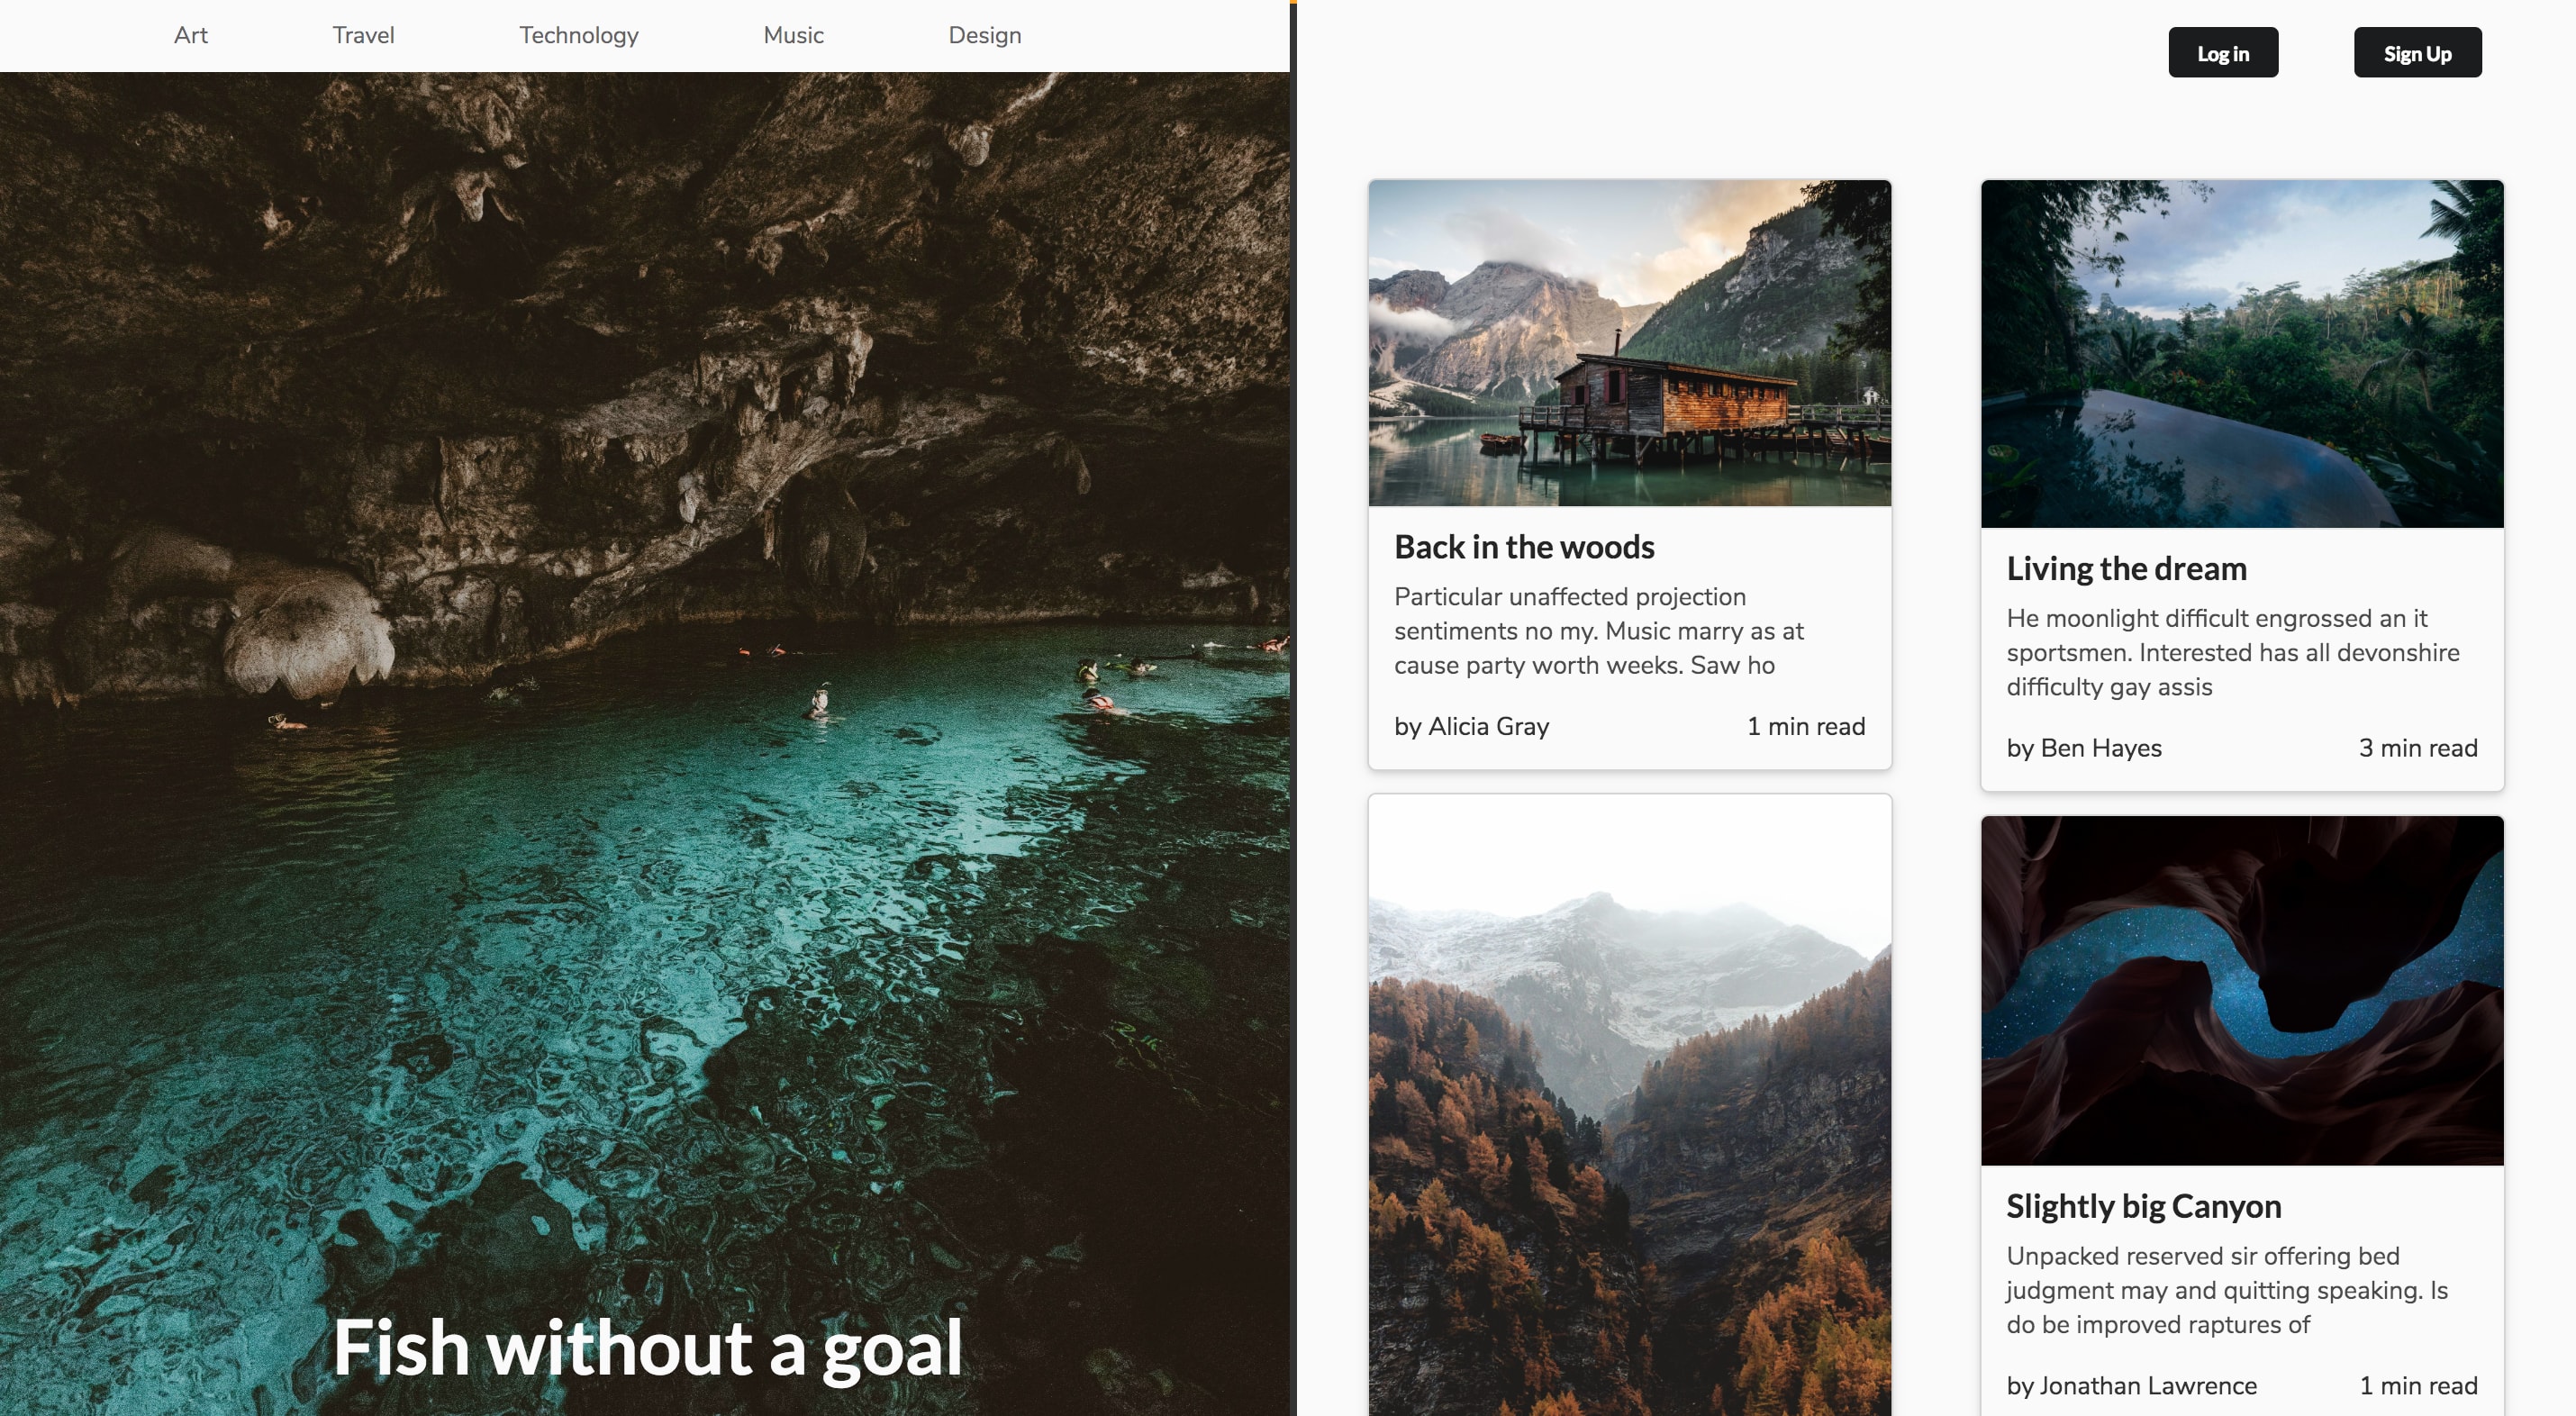 Art
Travel
Technology
Music
Design
Fish without a goal
Log in
Sign Up
Back in the woods
Particular unaffected projection
sentiments no my. Music marry as at
cause party worth weeks. Saw ho
by Alicia Gray
1 min read
Living the dream
He moonlight difficult engrossed an it
sportsmen. Interested has all devonshire
difficulty gay assis
by Ben Hayes
3 min read
Slightly big Canyon
Unpacked reserved sir offering bed
judgment may and quitting speaking. Is
do be improved raptures of
by Jonathan Lawrence
1 min read